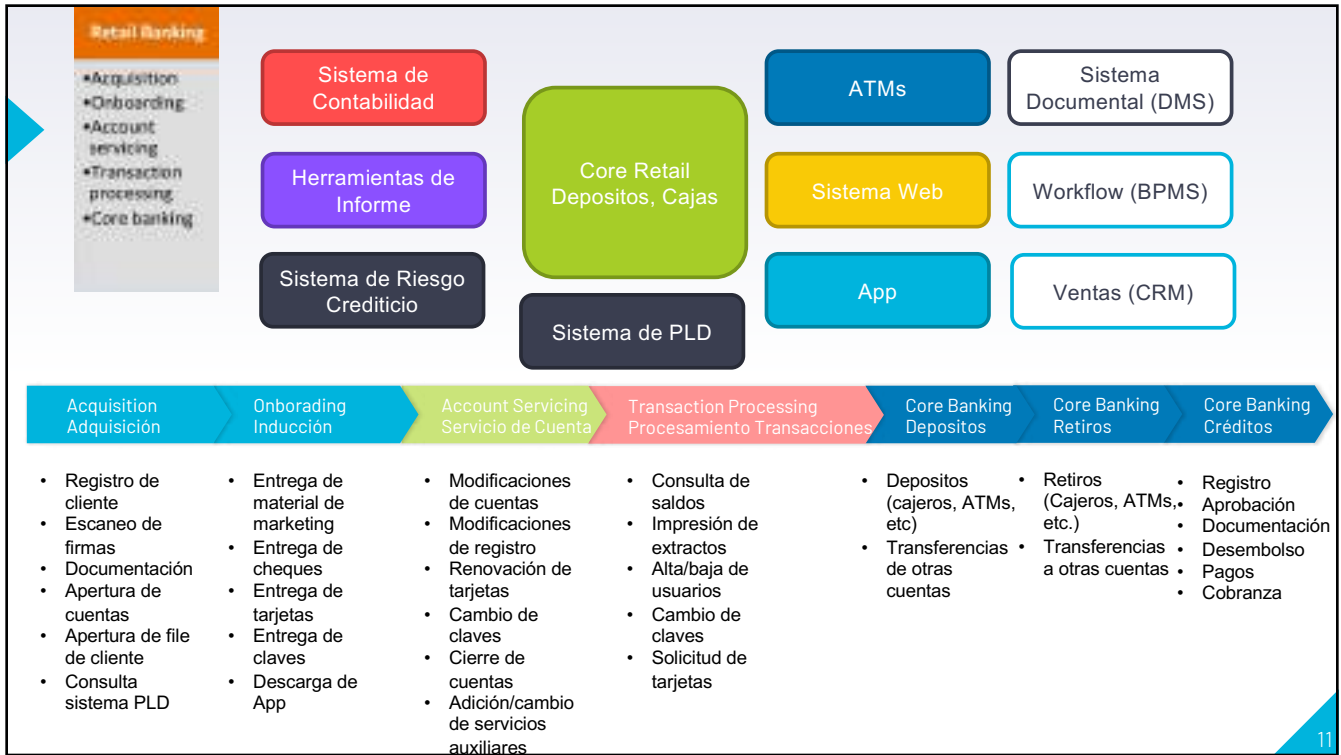 Retail Banking
•Acquisition
•Onboarding
•Account
servicing
•Transaction
processing
•Core banking
Sistema de
Contabilidad
Herramientas de
Informe
Sistema de Riesgo
Crediticio
Core Retail
Depositos, Cajas
Sistema de PLD
ATMs
Sistema Web
App
Sistema
Documental (DMS)
Workflow (BPMS)
Ventas (CRM)
Acquisition
Adquisición
Onborading
Inducción
Account Servicing
Servicio de Cuenta
Transaction Processing
Procesamiento Transacciones
Core Banking
Depositos
Core Banking
Retiros
Core Banking
Créditos
• Registro de
cliente
• Escaneo de
firmas
• Documentación
• Apertura de
cuentas
• Apertura de file
de cliente
• Consulta
sistema PLD
• Entrega de
material de
marketing
• Entrega de
cheques
• Entrega de
tarjetas
• Entrega de
claves
• Descarga de
App
• Modificaciones
de cuentas
• Modificaciones
de registro
• Renovación de
tarjetas
• Cambio de
claves
• Cierre de
cuentas
• Adición/cambio
de servicios
auxiliares
• Consulta de
saldos
• Impresión de
extractos
• Alta/baja de
usuarios
• Cambio de
claves
• Solicitud de
tarjetas
• Depositos
(cajeros, ATMs,
etc)
• Transferencias
de otras
cuentas
• Retiros
(Cajeros, ATMs,
etc.)
• Transferencias
a otras cuentas
• Registro
• Aprobación
• Documentación
• Desembolso
• Pagos
• Cobranza
11